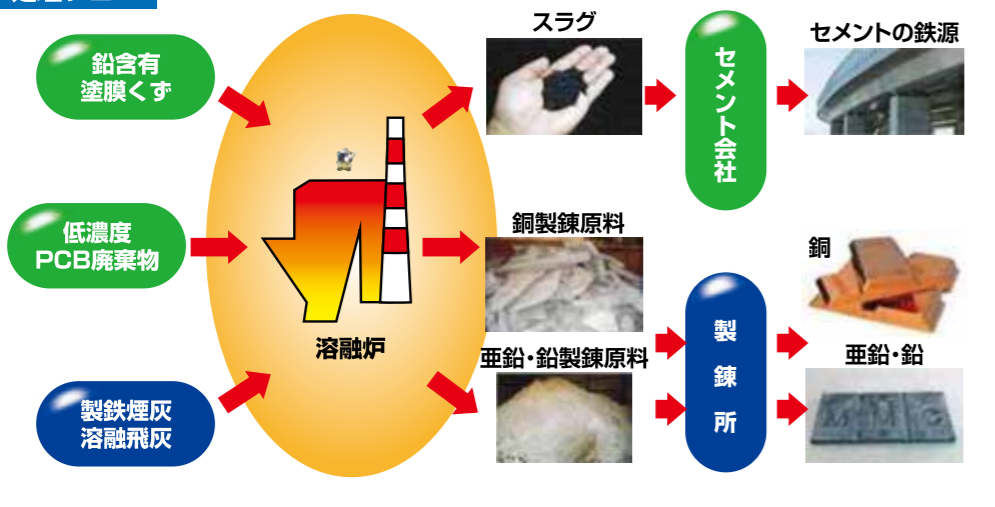 鉛含有
塗膜くず
低濃度
PCB廃棄物
製鉄煙灰
溶融飛灰
溶融炉
スラグ
銅製錬原料
亜鉛・鉛製錬原料
セメント会社
製錬所
セメントの鉄源
銅
亜鉛・鉛